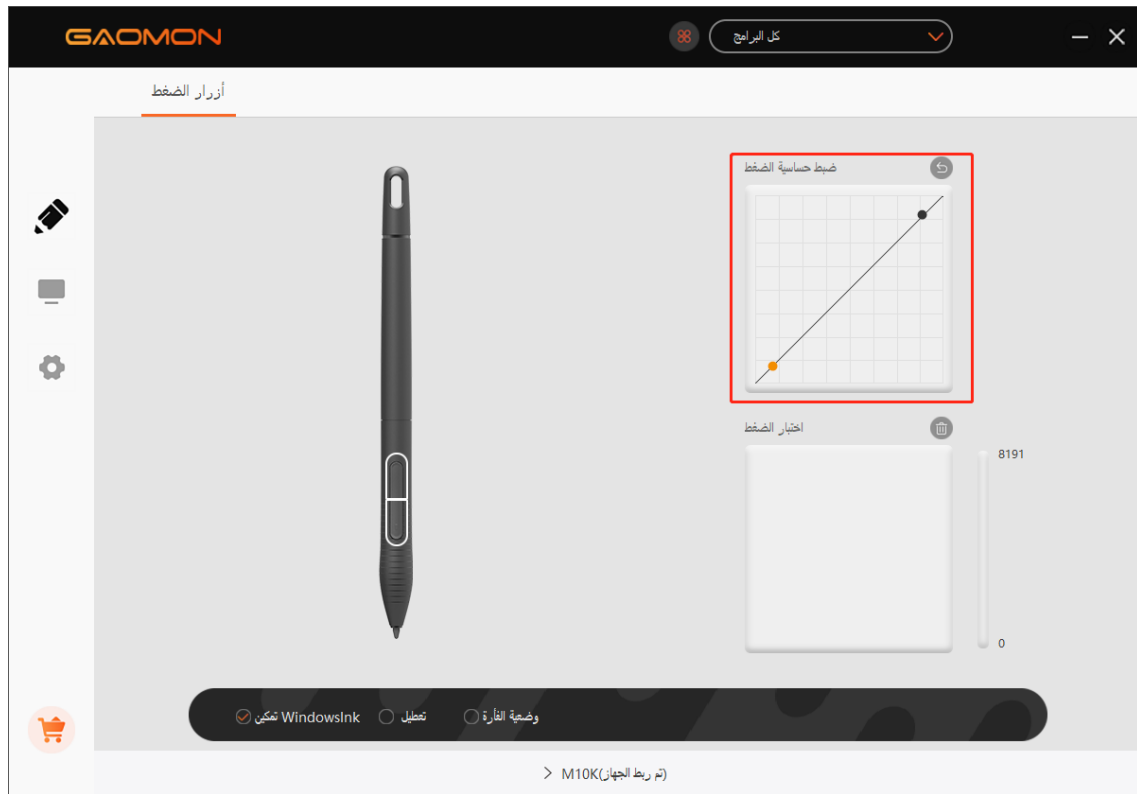 GAOMON
كل البرامج
أزرار الضغط
ضبط حساسية الضغط
اختبار الضغط
8191
0
تمكين WindowsInk
تعطيل
وضعية الفأرة
M10K(تم ربط الجهاز)